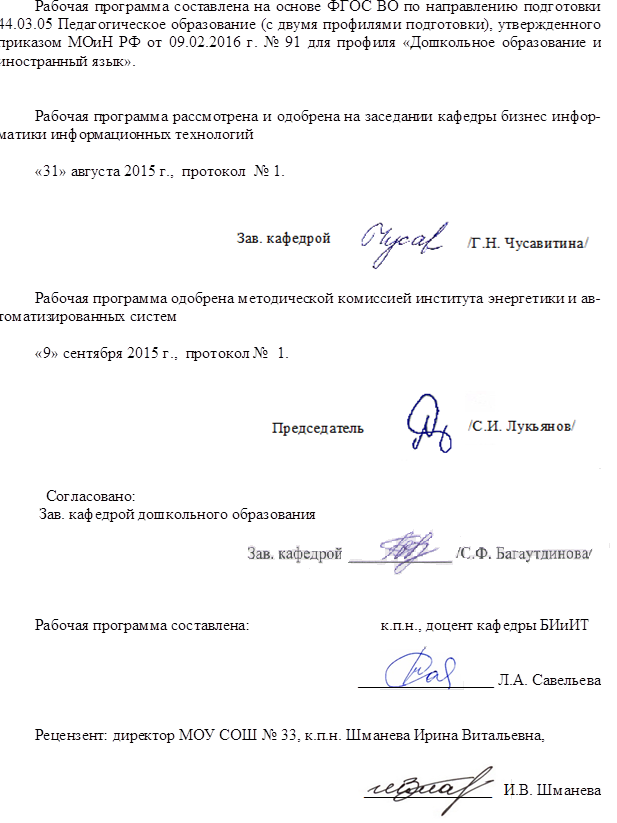 Рабочая программа составлена на основе ФГОС ВО по направлению подготовки
44.03.05 Педагогическое образование (с двумя профилями подготовки), утвержденного
приказом МОиН РФ от 09.02.2016 г. № 91 для профиля «Дошкольное образование и
иностранный язык».
Рабочая программа рассмотрена и одобрена на заседании кафедры бизнес инфор-
матики информационных технологий
«31» августа 2015 г., протокол № 1.
Зав. кафедрой /Г.Н. Чусавитина/
Рабочая программа одобрена методической комиссией института энергетики и ав-
томатизированных систем
«9» сентября 2015 г., протокол № 1.
Председатель /С.И. Лукьянов/
Согласовано:
Зав. кафедрой дошкольного образования
Зав. кафедрой /С.Ф. Багаутдинова/
Рабочая программа составлена: к.п.н., доцент кафедры БИиИТ
Л.А. Савельева
Рецензент: директор МОУ СОШ № 33, к.п.н. Шманева Ирина Витальевна,
И.В. Шманева